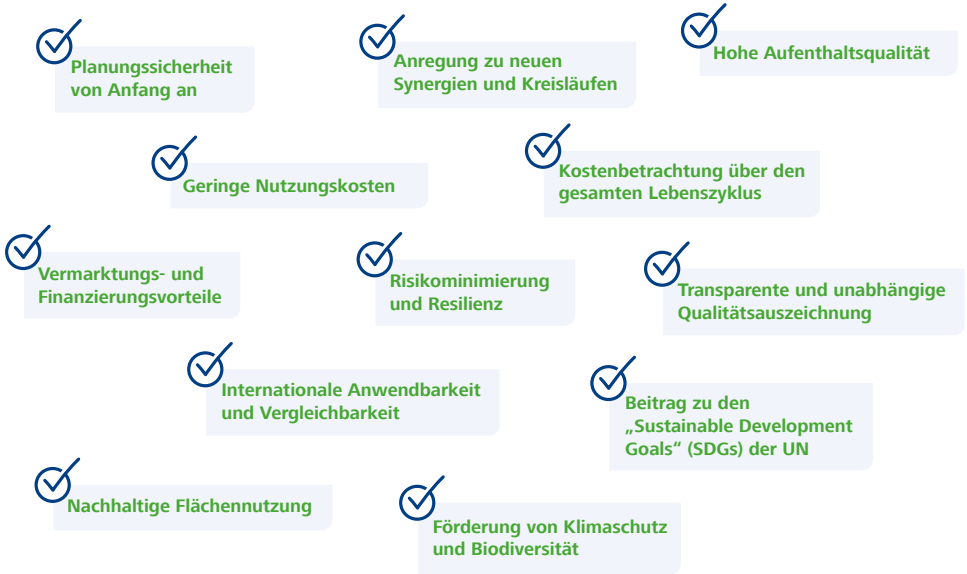 Planungssicherheit
von Anfang an
Anregung zu neuen
Synergien und Kreisläufen
Hohe Aufenthaltsqualität
Geringe Nutzungskosten
Kostenbetrachtung über den
gesamten Lebenszyklus
Vermarktungs- und
Finanzierungsvorteile
Risikominimierung
und Resilienz
Transparente und unabhängige
Qualitätsauszeichnung
Internationale Anwendbarkeit
und Vergleichbarkeit
Beitrag zu den
„Sustainable Development
Goals“ (SDGs) der UN
Nachhaltige Flächennutzung
Förderung von Klimaschutz
und Biodiversität